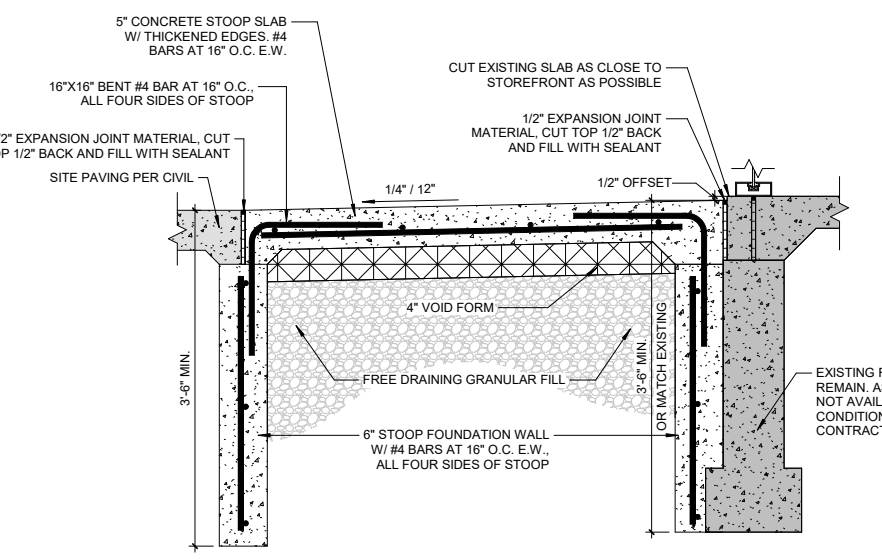 5" CONCRETE STOOP SLAB
W/ THICKENED EDGES. #4
BARS AT 16" O.C. E.W.
16"X16" BENT #4 BAR AT 16" O.C.,
ALL FOUR SIDES OF STOOP
/2" EXPANSION JOINT MATERIAL, CUT
OP 1/2" BACK AND FILL WITH SEALANT
SITE PAVING PER CIVIL
CUT EXISTING SLAB AS CLOSE TO
STOREFRONT AS POSSIBLE
1/2" EXPANSION JOINT
MATERIAL, CUT TOP 1/2" BACK
AND FILL WITH SEALANT
1/4" / 12"
1/2" OFFSET
4" VOID FORM
3'-6" MIN.
FREE DRAINING GRANULAR FILL
3'-6" MIN.
OR MATCH EXISTING
6" STOOP FOUNDATION WALL
W/ #4 BARS AT 16" O.C. E.W.,
ALL FOUR SIDES OF STOOP
EXISTING
REMAIN. A
NOT AVAIL
CONDITION
CONTRACT